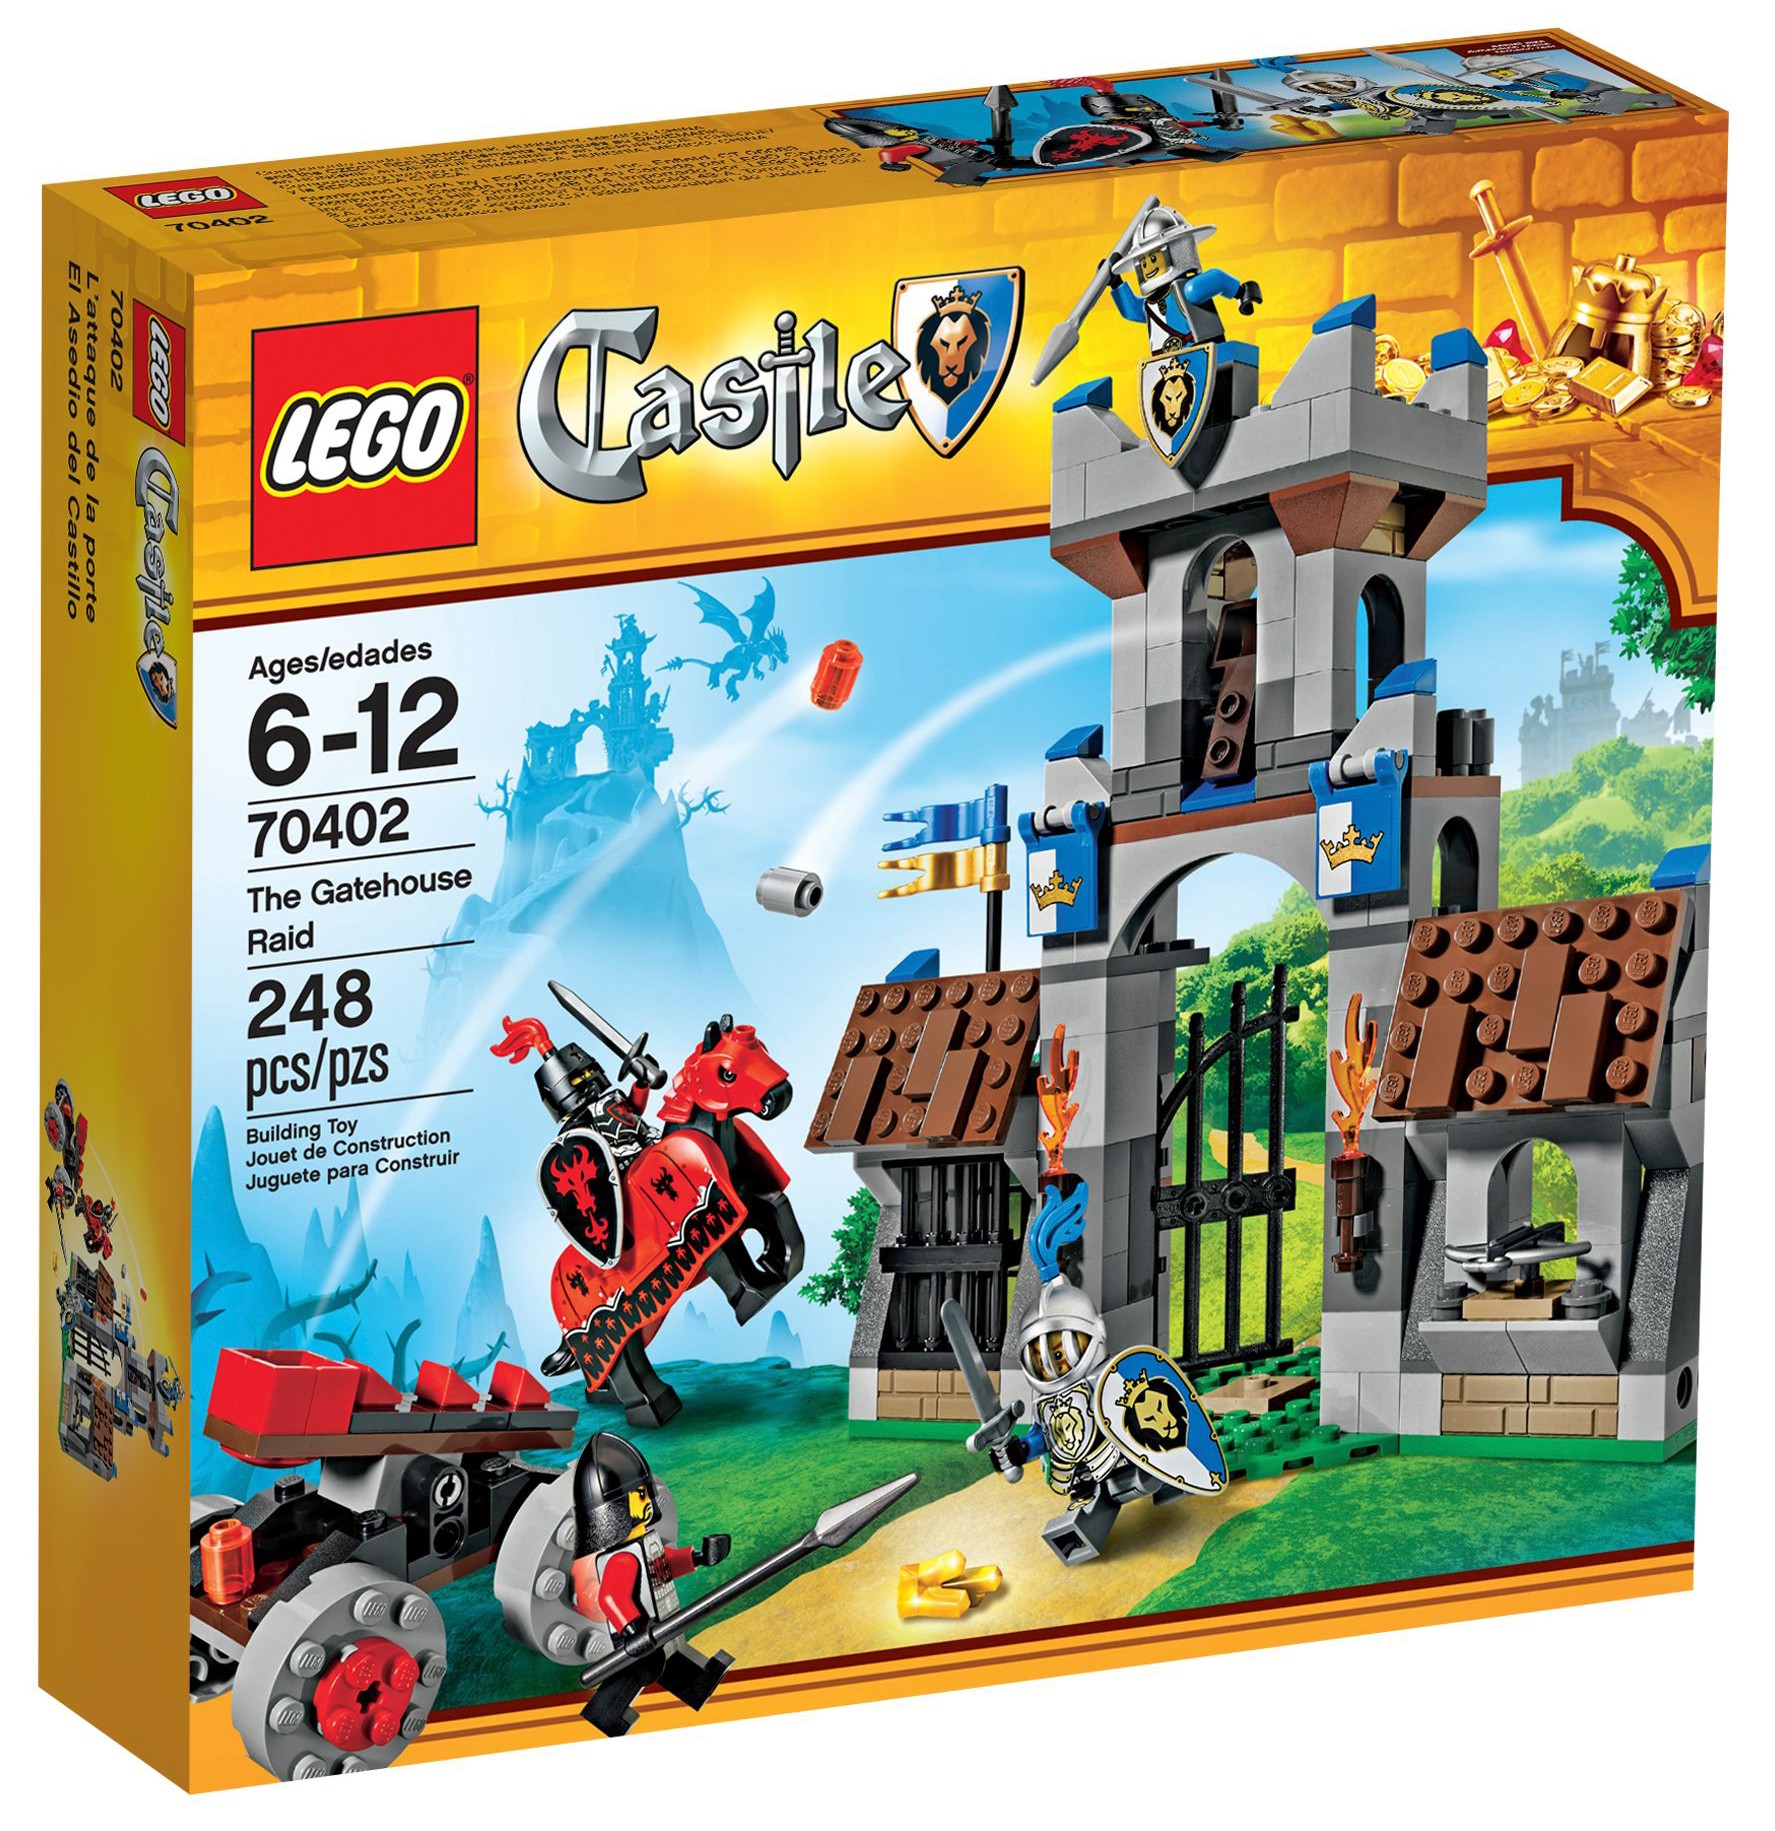 LEGO
70402
LEGO
Castle
Ages/edades
6-12
70402
The Gatehouse
Raid
248
pcs/pzs
Building Toy
Jouet de Construction
Juguete para Construir
70402
L'attaque de la porte
El Asedio del Castillo
LEGO
Castle